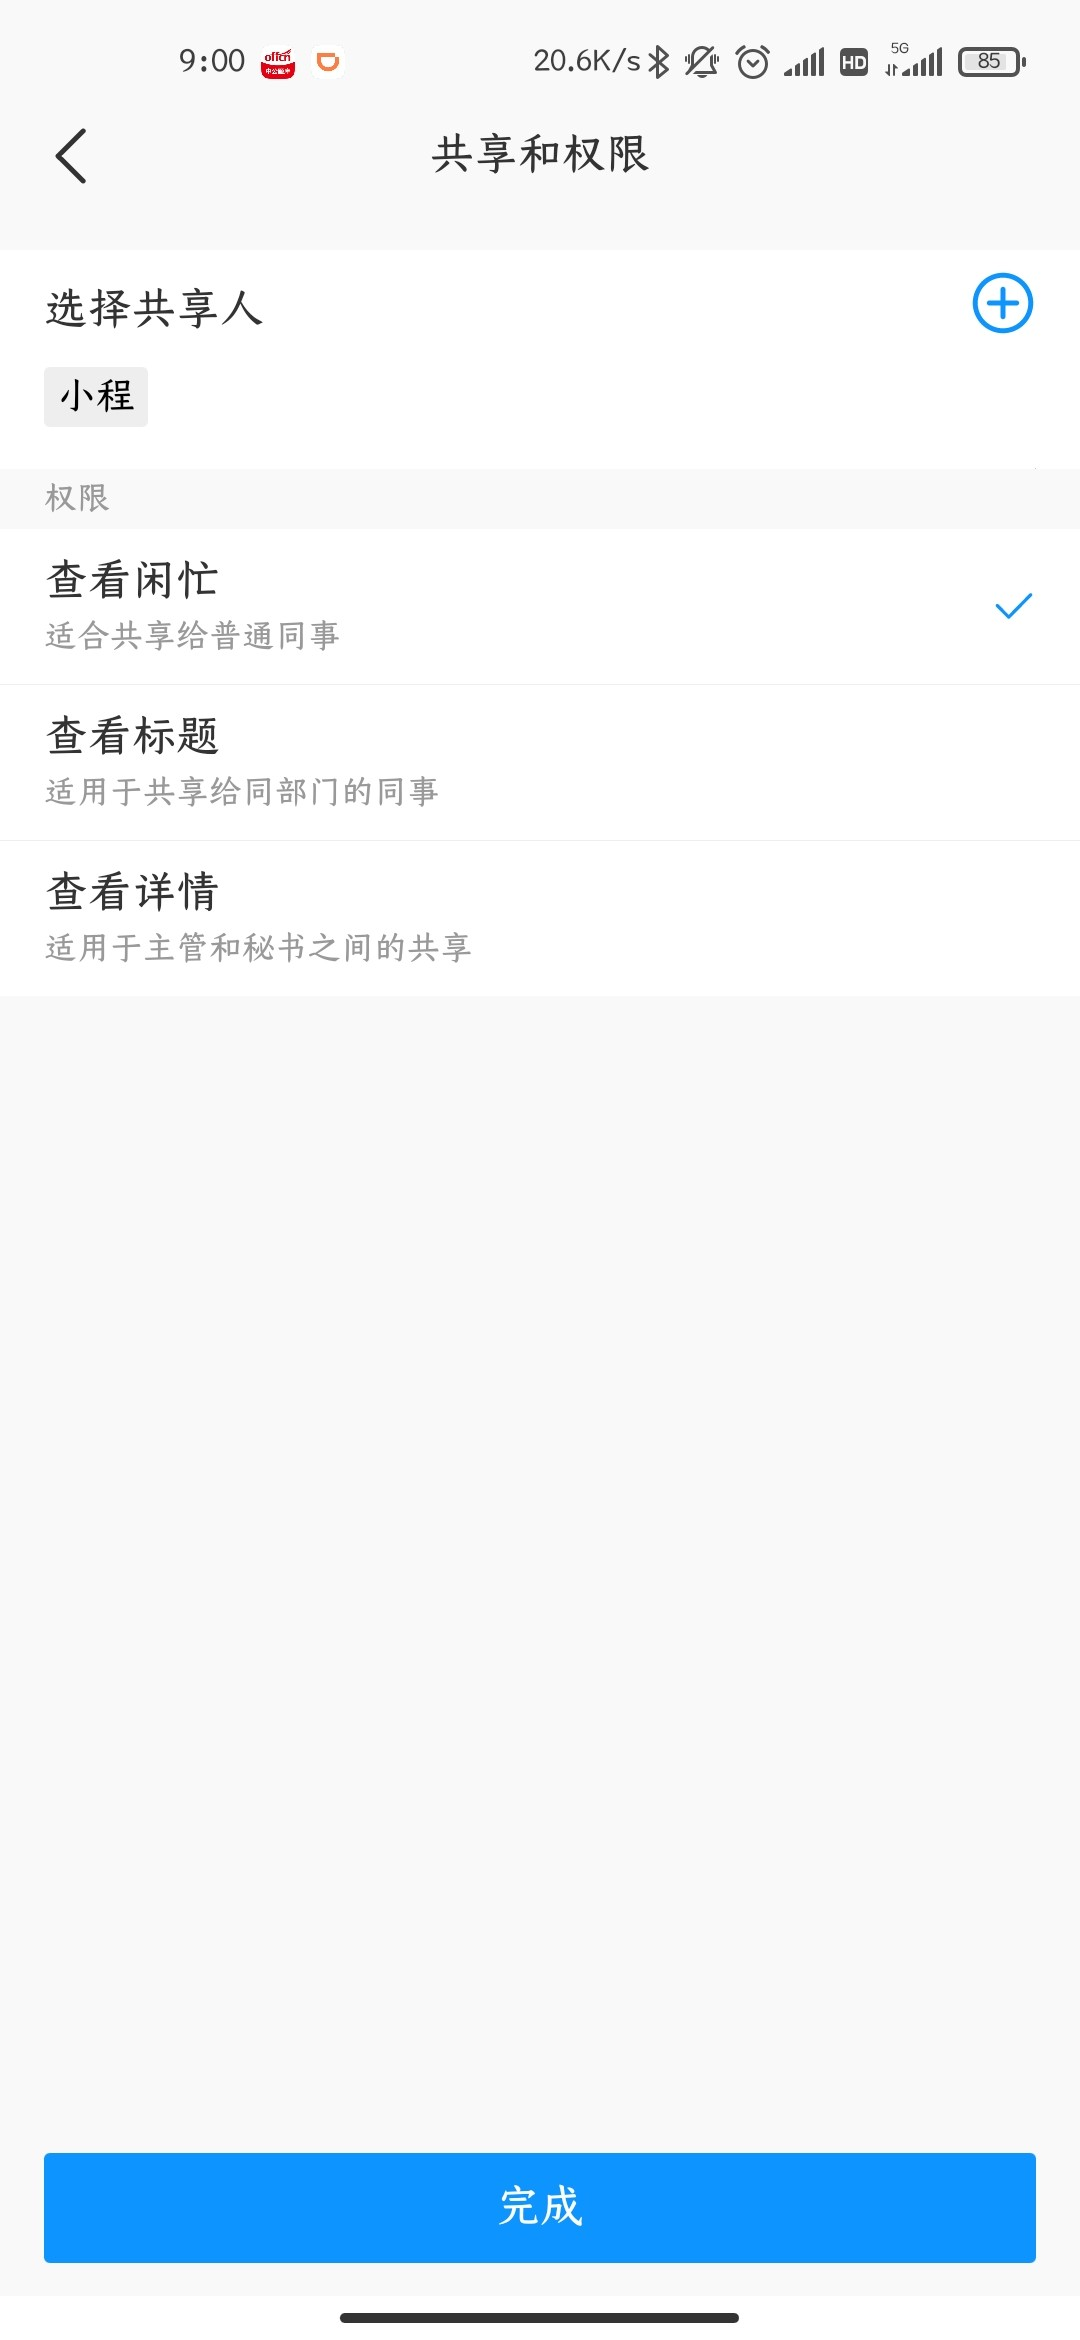 9:00 offcn 20.6K/s HD 5G 85
共享和权限
选择共享人
小程
权限
查看闲忙
适合共享给普通同事
查看标题
适用于共享给同部门的同事
查看详情
适用于主管和秘书之间的共享
完成